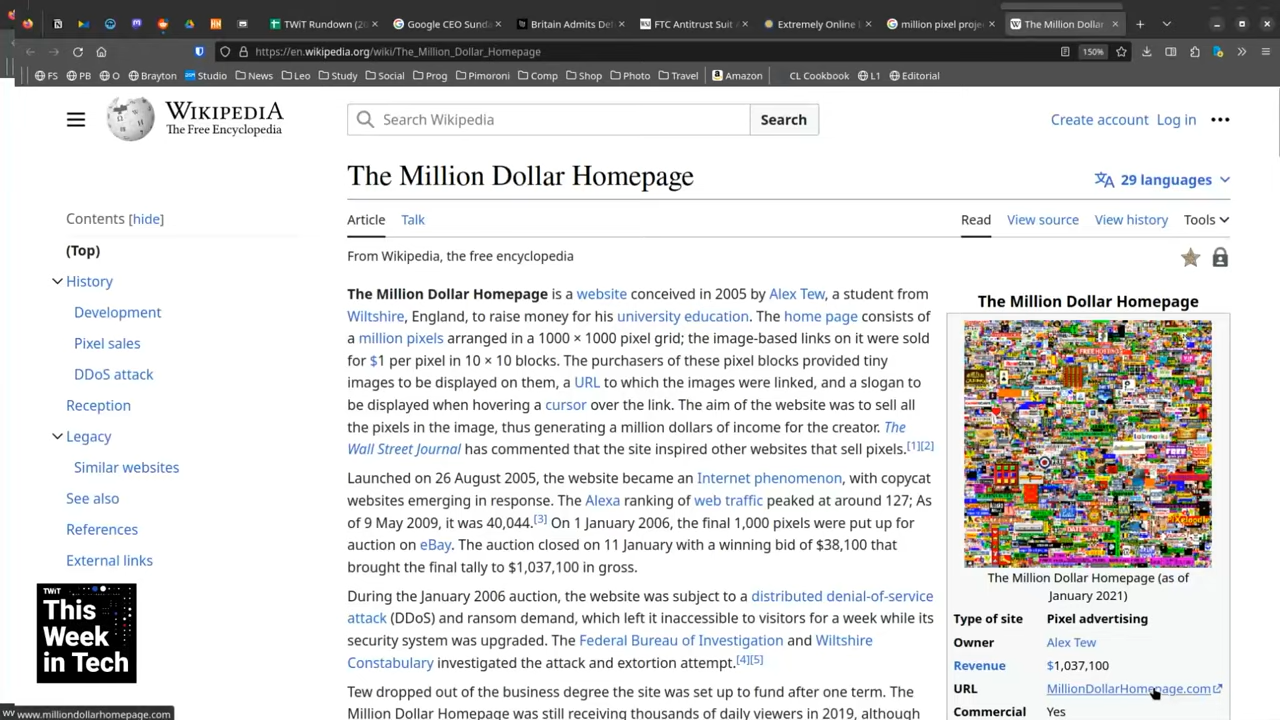 TWiT Rundown (2
Google CEO Sunda
Britain Admits De
FTC Antitrust Suit
Extremely Online
million pixel proje
The Million Dollar
https://en.wikipedia.org/wiki/The_Million_Dollar_Homepage
150%
FS PB O Brayton Studio News Leo Study Social Prog Pimoroni Comp Shop Photo Travel Amazon CL Cookbook L1 Editorial
WIKIPEDIA
The Free Encyclopedia
Search Wikipedia
Search
Create account Log in
The Million Dollar Homepage
29 languages
Contents [hide]
(Top)
History
Development
Pixel sales
DDoS attack
Reception
Legacy
Similar websites
See also
References
External links
TWiT
This
Week
in Tech
Article Talk
Read View source View history Tools
From Wikipedia, the free encyclopedia
The Million Dollar Homepage is a website conceived in 2005 by Alex Tew, a student from
Wiltshire, England, to raise money for his university education. The home page consists of
a million pixels arranged in a 1000 × 1000 pixel grid; the image-based links on it were sold
for $1 per pixel in 10 × 10 blocks. The purchasers of these pixel blocks provided tiny
images to be displayed on them, a URL to which the images were linked, and a slogan to
be displayed when hovering a cursor over the link. The aim of the website was to sell all
the pixels in the image, thus generating a million dollars of income for the creator. The
Wall Street Journal has commented that the site inspired other websites that sell pixels.[1][2]
Launched on 26 August 2005, the website became an Internet phenomenon, with copycat
websites emerging in response. The Alexa ranking of web traffic peaked at around 127; As
of 9 May 2009, it was 40,044.[3] On 1 January 2006, the final 1,000 pixels were put up for
auction on eBay. The auction closed on 11 January with a winning bid of $38,100 that
brought the final tally to $1,037,100 in gross.
During the January 2006 auction, the website was subject to a distributed denial-of-service
attack (DDoS) and ransom demand, which left it inaccessible to visitors for a week while its
security system was upgraded. The Federal Bureau of Investigation and Wiltshire
Constabulary investigated the attack and extortion attempt.[4][5]
Tew dropped out of the business degree the site was set up to fund after one term. The
Million Dollar Homepage was still receiving thousands of daily viewers in 2019, although
The Million Dollar Homepage
The Million Dollar Homepage (as of
January 2021)
Type of site Pixel advertising
Owner Alex Tew
Revenue $1,037,100
URL MillionDollarHomepage.com
Commercial Yes
www.milliondollarhomepage.com